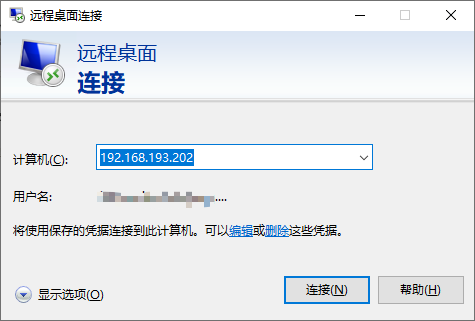 远程桌面连接
远程桌面
连接
计算机(C): 192.168.193.202
用户名: ....
将使用保存的凭据连接到此计算机。可以编辑或删除这些凭据。
显示选项(O) 连接(N) 帮助(H)